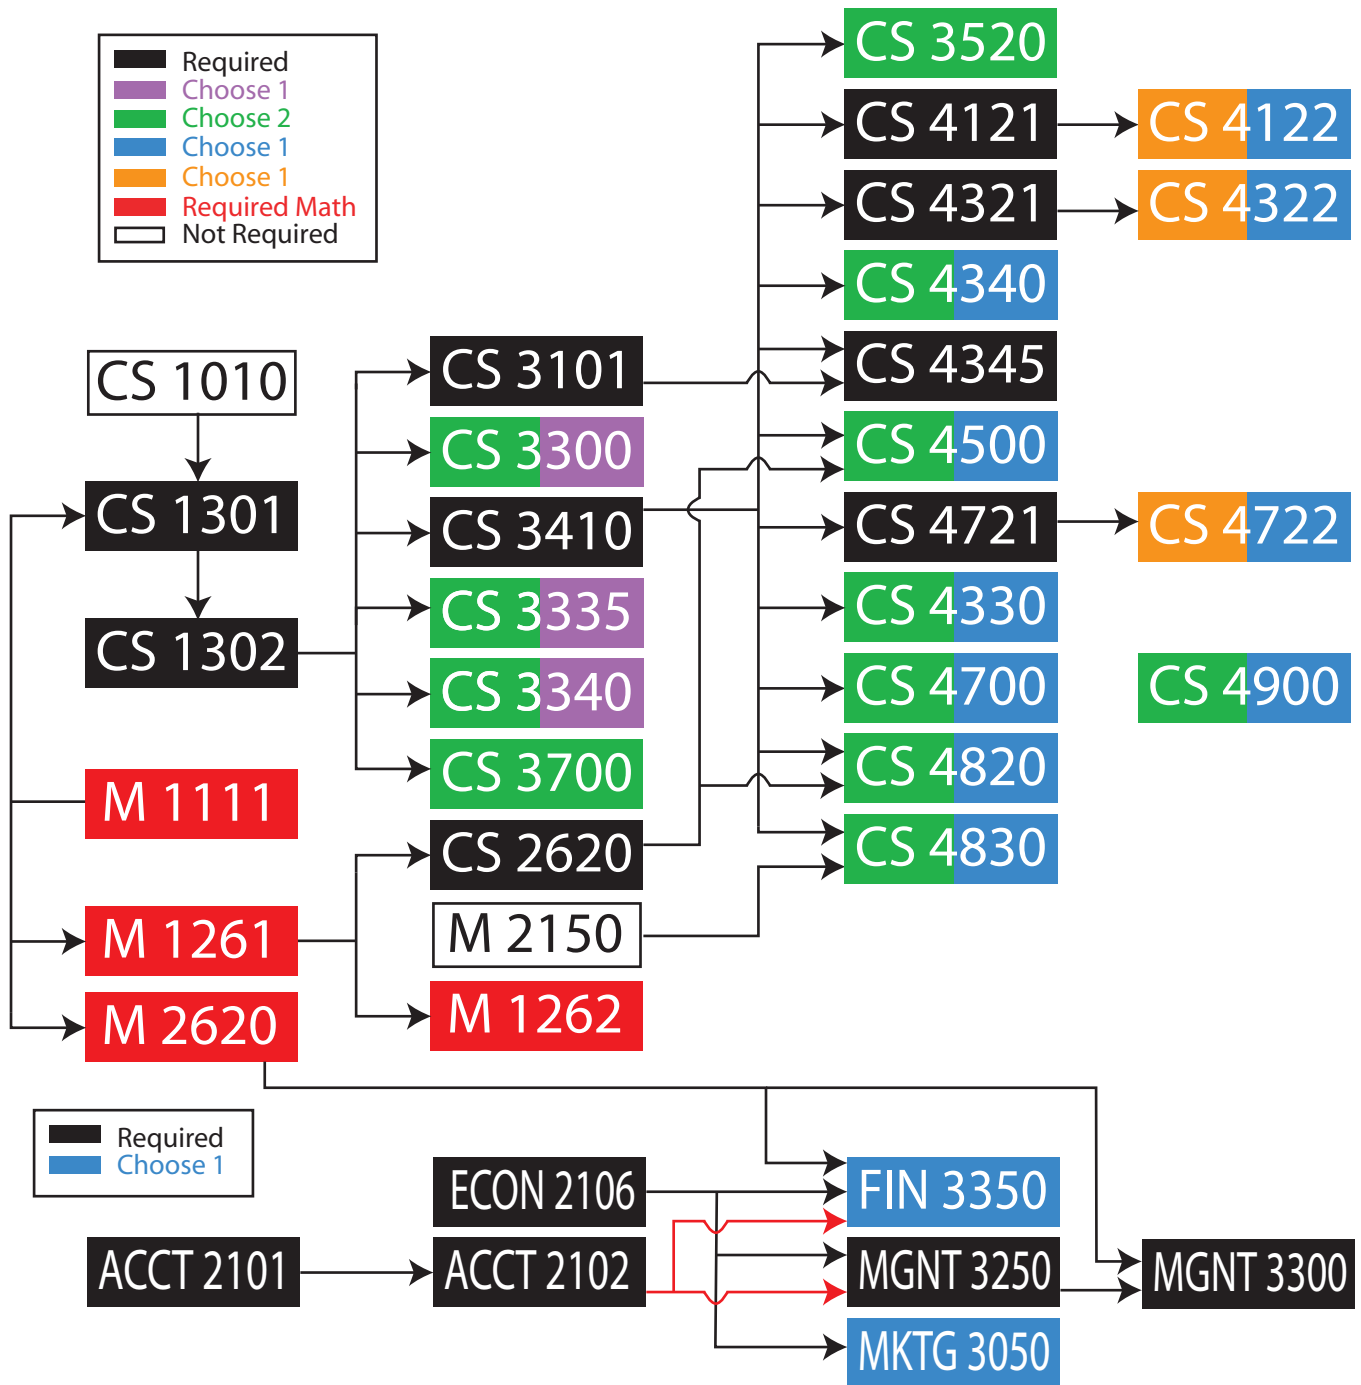 Required
Choose 1
Choose 2
Choose 1
Choose 1
Required Math
Not Required
CS 1010
CS 1301
CS 1302
M 1111
M 1261
M 2620
CS 3101
CS 3300
CS 3410
CS 3335
CS 3340
CS 3700
CS 2620
M 2150
M 1262
CS 3520
CS 4121
CS 4321
CS 4340
CS 4345
CS 4500
CS 4721
CS 4330
CS 4700
CS 4820
CS 4830
CS 4122
CS 4322
CS 4722
CS 4900
Required
Choose 1
ACCT 2101
ECON 2106
ACCT 2102
FIN 3350
MGNT 3250
MKTG 3050
MGNT 3300